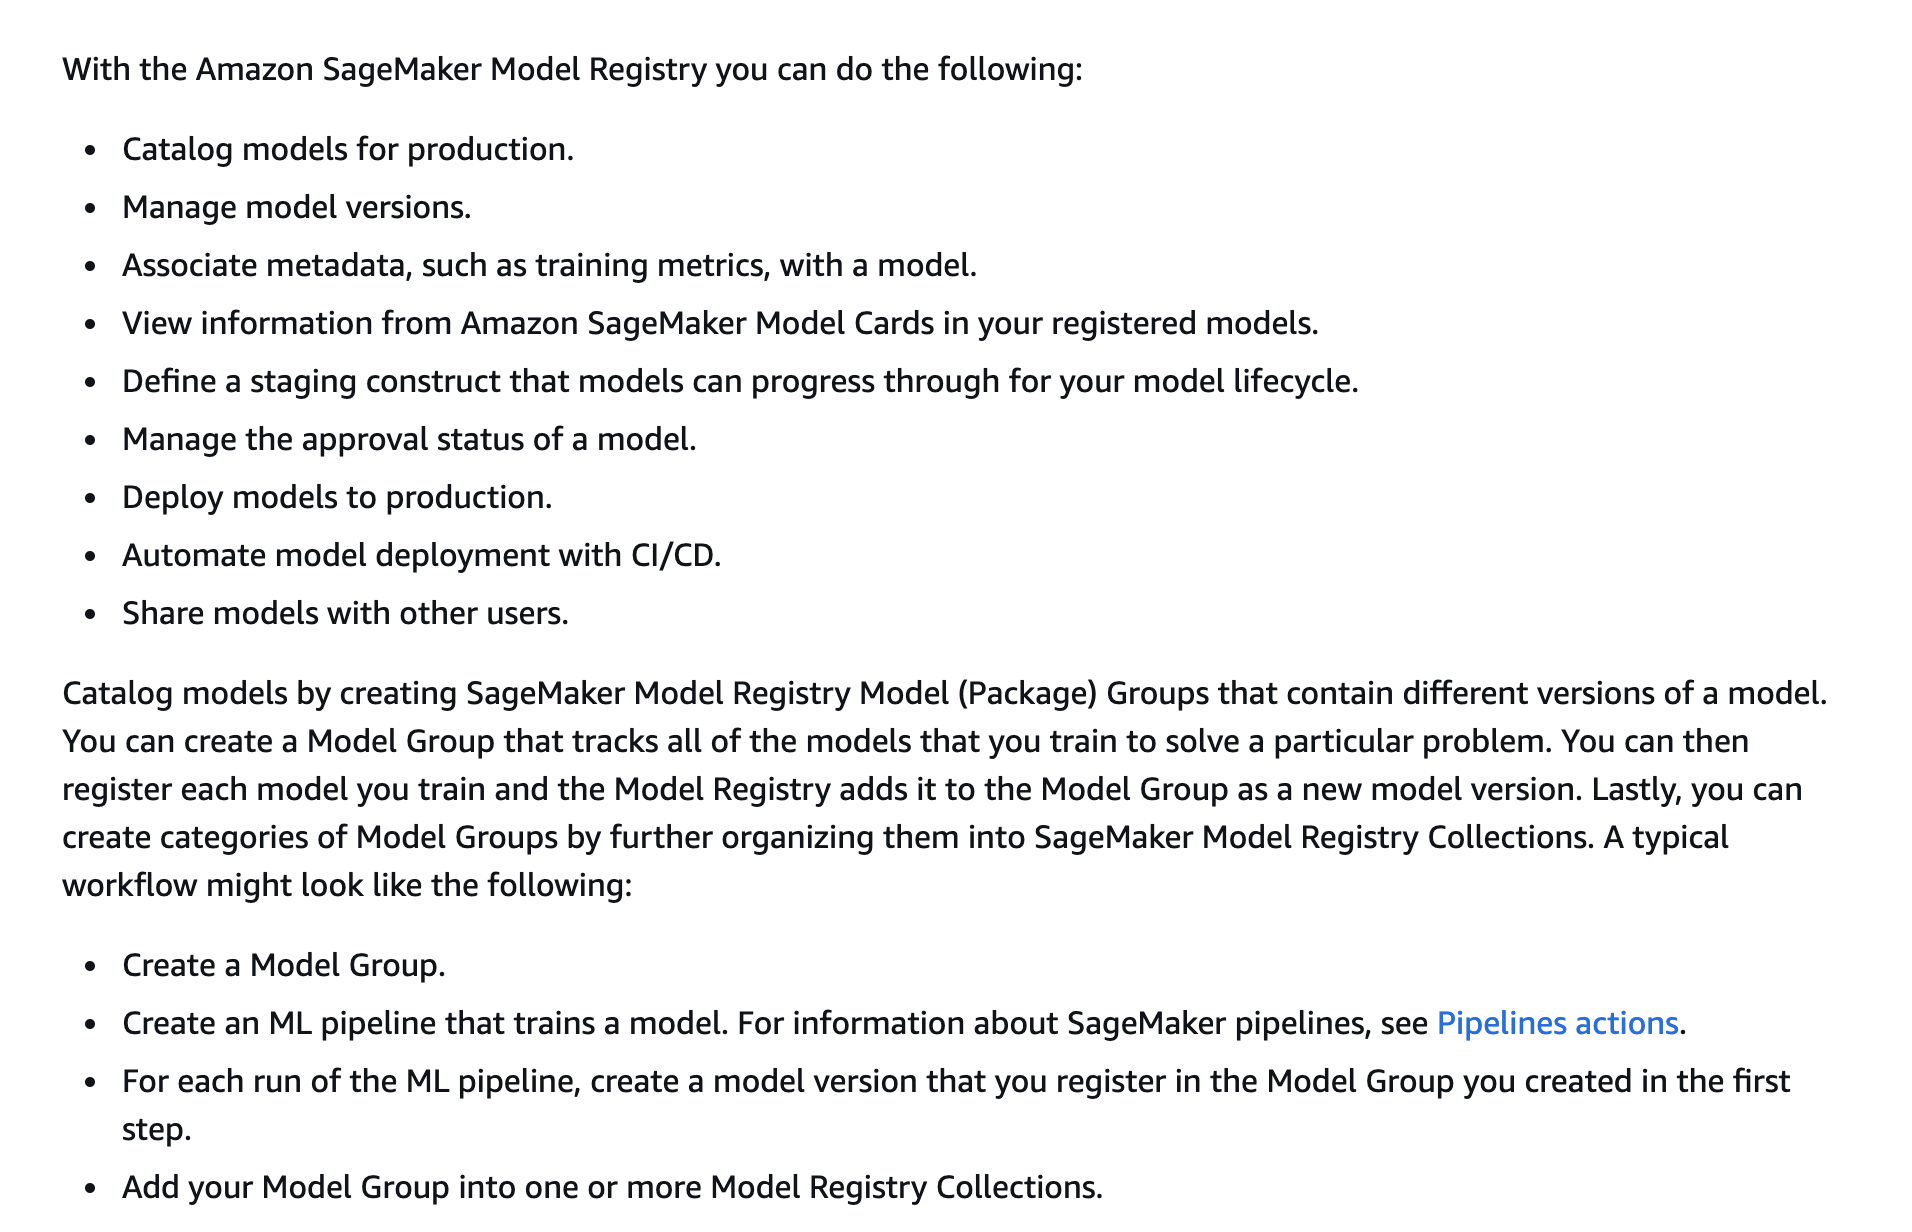 With the Amazon SageMaker Model Registry you can do the following:
• Catalog models for production.
• Manage model versions.
• Associate metadata, such as training metrics, with a model.
• View information from Amazon SageMaker Model Cards in your registered models.
• Define a staging construct that models can progress through for your model lifecycle.
• Manage the approval status of a model.
• Deploy models to production.
• Automate model deployment with CI/CD.
• Share models with other users.
Catalog models by creating SageMaker Model Registry Model (Package) Groups that contain different versions of a model.
You can create a Model Group that tracks all of the models that you train to solve a particular problem. You can then
register each model you train and the Model Registry adds it to the Model Group as a new model version. Lastly, you can
create categories of Model Groups by further organizing them into SageMaker Model Registry Collections. A typical
workflow might look like the following:
• Create a Model Group.
• Create an ML pipeline that trains a model. For information about SageMaker pipelines, see Pipelines actions.
• For each run of the ML pipeline, create a model version that you register in the Model Group you created in the first
step.
• Add your Model Group into one or more Model Registry Collections.